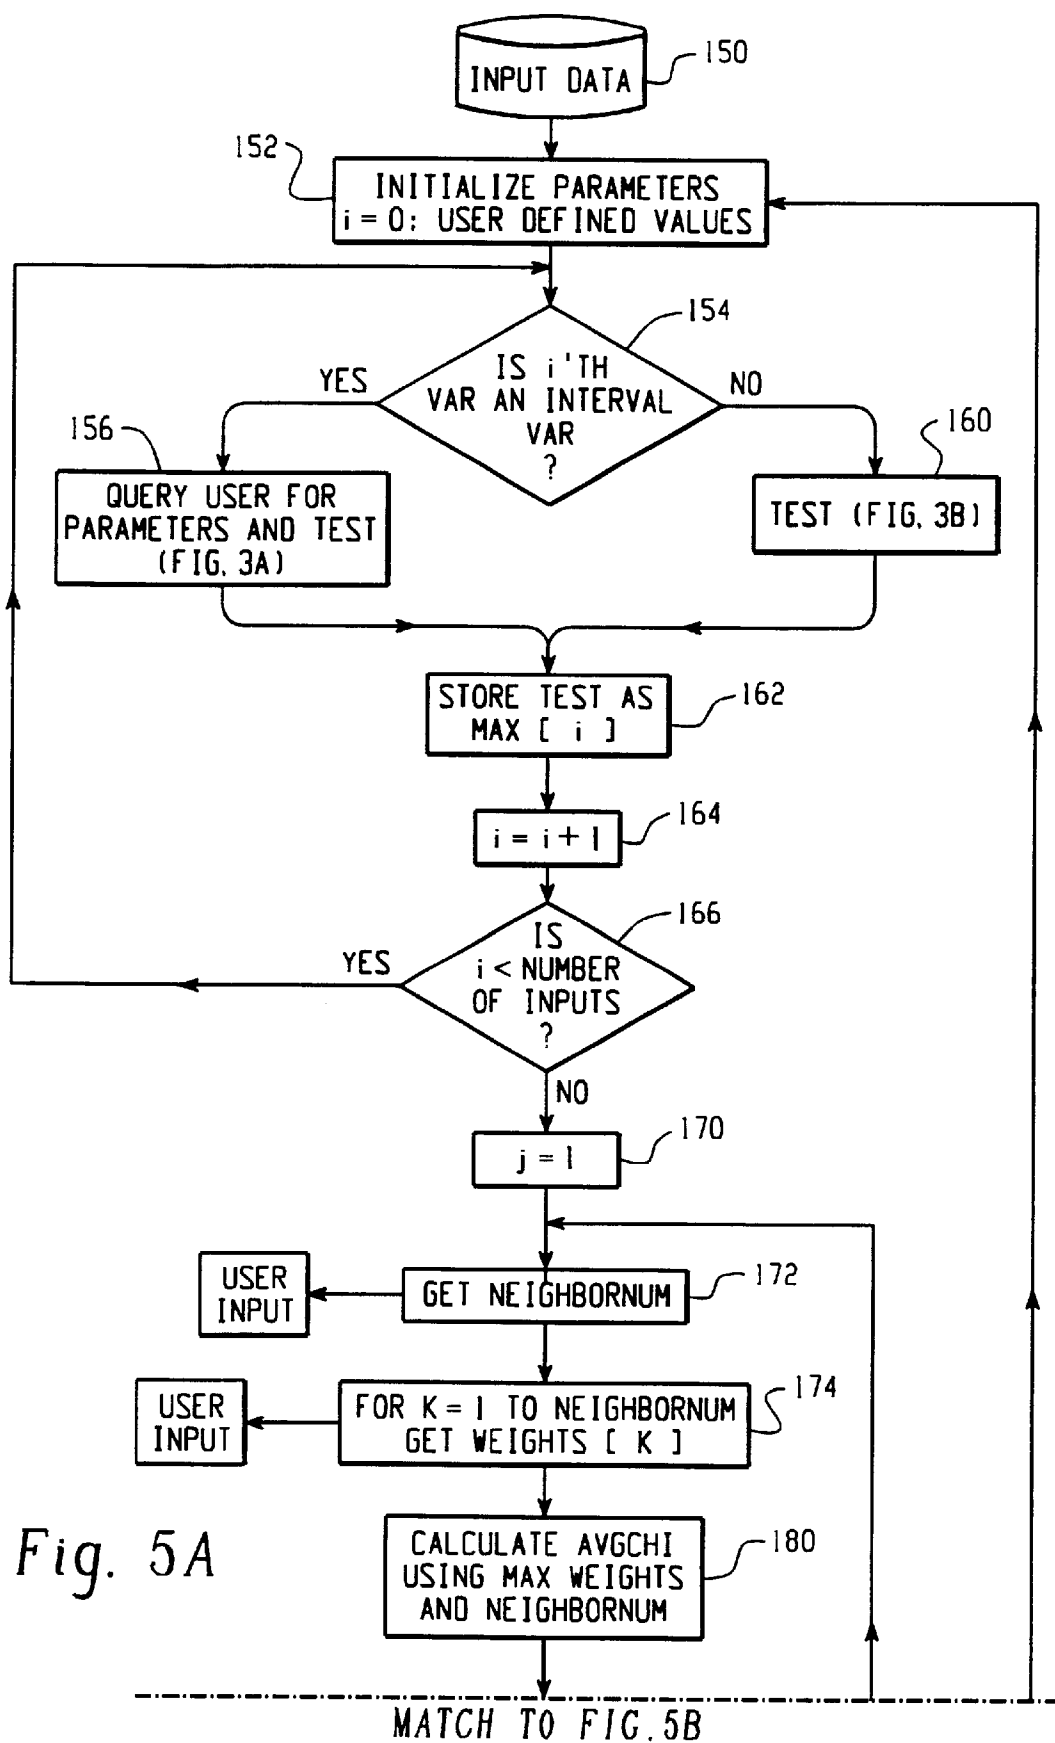 INPUT DATA
150
152
INITIALIZE PARAMETERS
i = 0: USER DEFINED VALUES
154
IS i'TH
VAR AN INTERVAL
VAR
?
YES
NO
156
QUERY USER FOR
PARAMETERS AND TEST
(FIG. 3A)
160
TEST (FIG. 3B)
STORE TEST AS
MAX [ i ]
162
i = i + 1
164
166
IS
i < NUMBER
OF INPUTS
?
YES
NO
j = 1
170
USER
INPUT
GET NEIGHBORNUM
172
USER
INPUT
FOR K = 1 TO NEIGHBORNUM
GET WEIGHTS [ K ]
174
CALCULATE AVGCHI
USING MAX WEIGHTS
AND NEIGHBORNUM
180
Fig. 5A
MATCH TO FIG. 5B